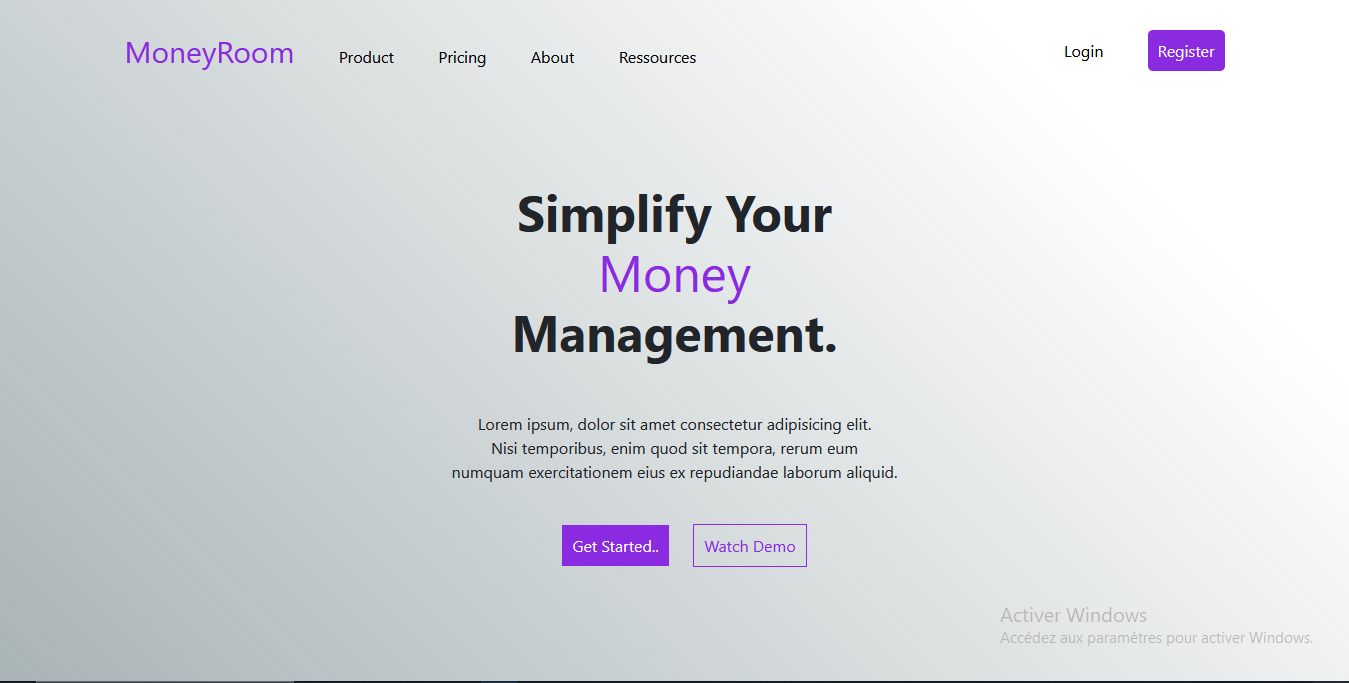 MoneyRoom Product Pricing About Ressources Login Register
Simplify Your
Money
Management.
Lorem ipsum, dolor sit amet consectetur adipisicing elit.
Nisi temporibus, enim quod sit tempora, rerum eum
numquam exercitationem eius ex repudiandae laborum aliquid.
Get Started.. Watch Demo
Activer Windows
Accédez aux paramètres pour activer Windows.